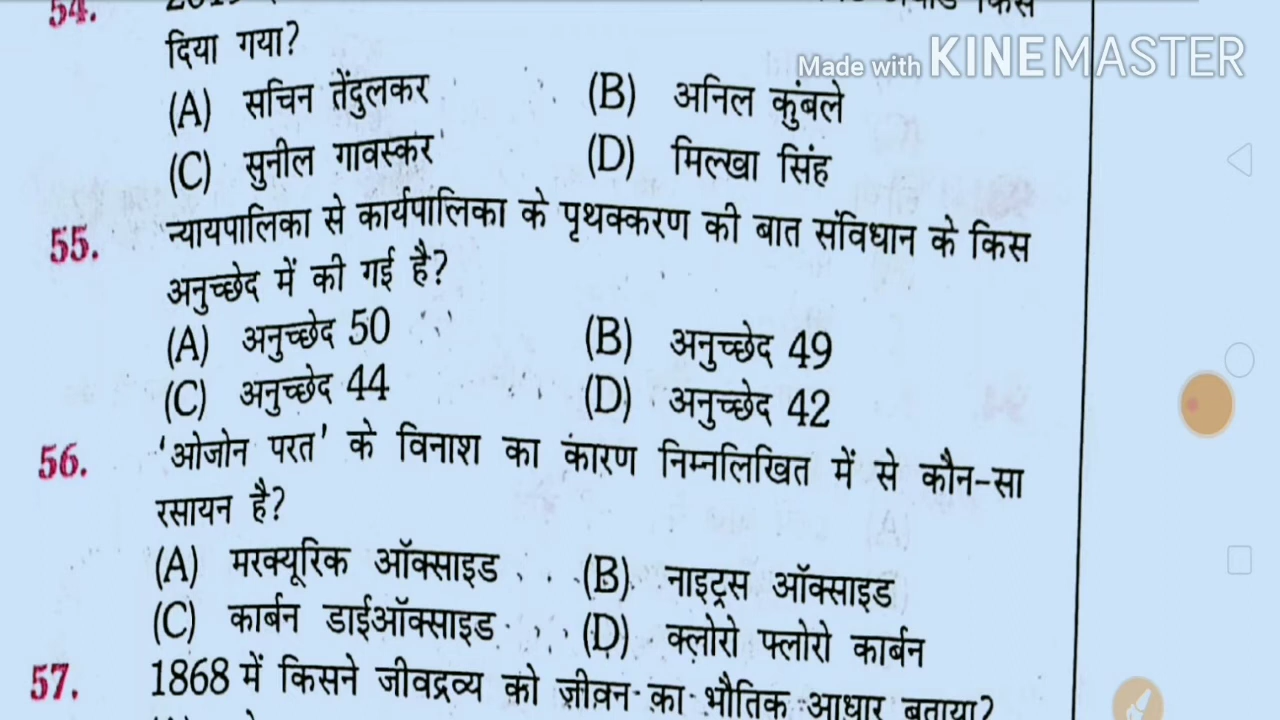 54.
किसे
दिया गया?
Made with KINEMASTER
(A) सचिन तेंदुलकर (B) अनिल कुंबले
(C) सुनील गावस्कर (D) मिल्खा सिंह
55. न्यायपालिका से कार्यपालिका के पृथक्करण की बात संविधान के किस
अनुच्छेद में की गई है?
(A) अनुच्छेद 50 (B) अनुच्छेद 49
(C) अनुच्छेद 44 (D) अनुच्छेद 42
56. 'ओजोन परत' के विनाश का कारण निम्नलिखित में से कौन-सा
रसायन है?
(A) मरक्यूरिक ऑक्साइड (B) नाइट्रस ऑक्साइड
(C) कार्बन डाईऑक्साइड (D) क्लोरो फ्लोरो कार्बन
57. 1868 में किसने जीवद्रव्य को जीवन का भौतिक आधार बताया?